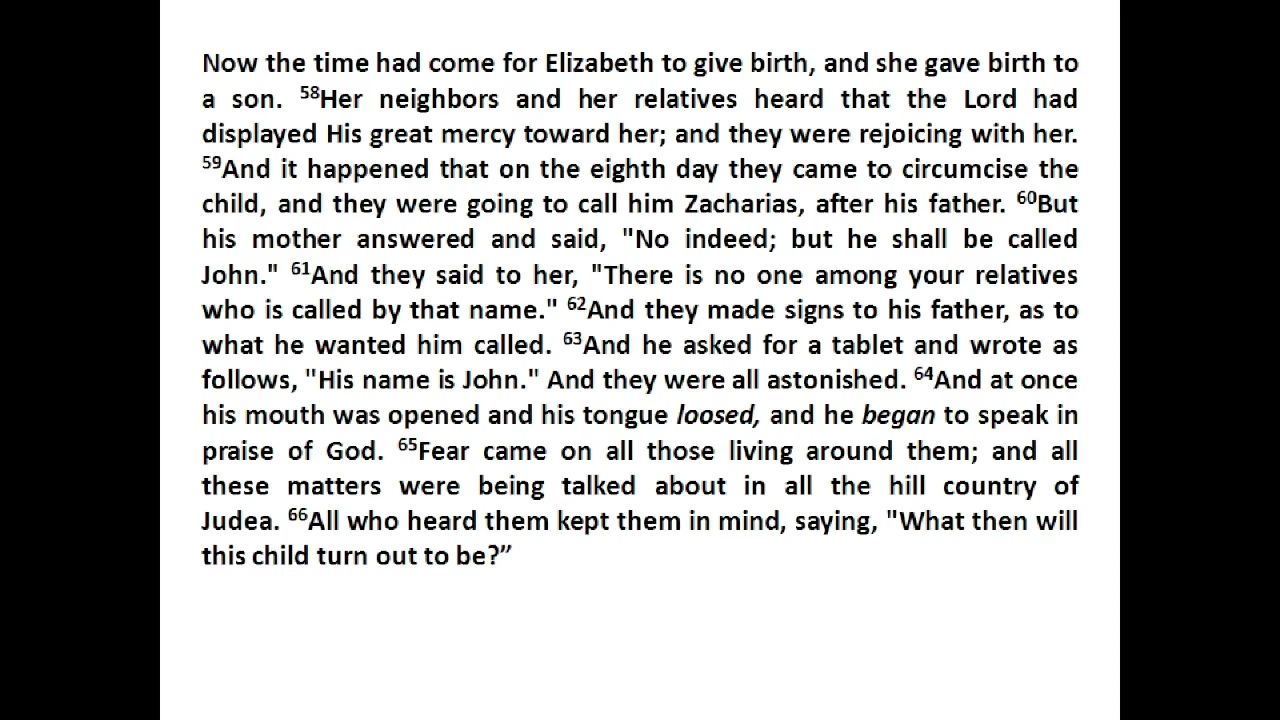 Now the time had come for Elizabeth to give birth, and she gave birth to
a son. 58Her neighbors and her relatives heard that the Lord had
displayed His great mercy toward her; and they were rejoicing with her.
59And it happened that on the eighth day they came to circumcise the
child, and they were going to call him Zacharias, after his father. 60But
his mother answered and said, "No indeed; but he shall be called
John." 61And they said to her, "There is no one among your relatives
who is called by that name." 62And they made signs to his father, as to
what he wanted him called. 63And he asked for a tablet and wrote as
follows, "His name is John." And they were all astonished. 64And at once
his mouth was opened and his tongue loosed, and he began to speak in
praise of God. 65Fear came on all those living around them; and all
these matters were being talked about in all the hill country of
Judea. 66All who heard them kept them in mind, saying, "What then will
this child turn out to be?”